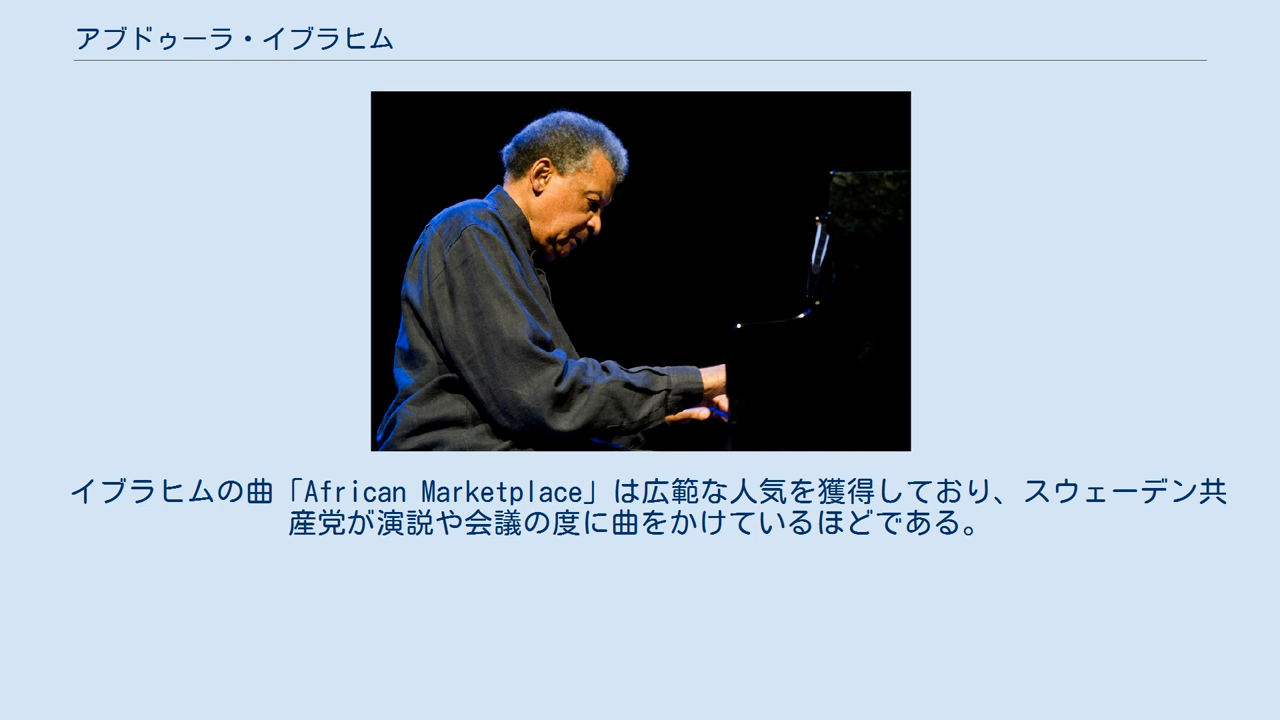 アブドゥーラ・イブラヒム
イブラヒムの曲「African Marketplace」は広範な人気を獲得しており、スウェーデン共
産党が演説や会議の度に曲をかけているほどである。